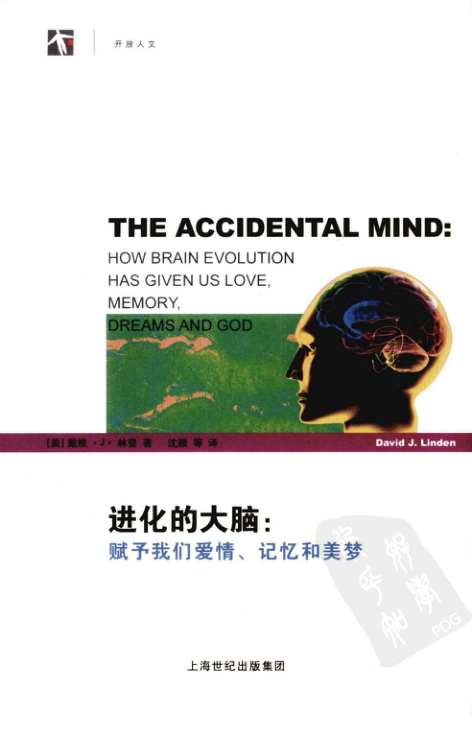 开放人文
THE ACCIDENTAL MIND:
HOW BRAIN EVOLUTION
HAS GIVEN US LOVE,
MEMORY,
DREAMS AND GOD
[美] 戴维·J·林登 著 沈颖 等 译 David J. Linden
进化的大脑:
赋予我们爱情、记忆和美梦
PDG
上海世纪出版集团